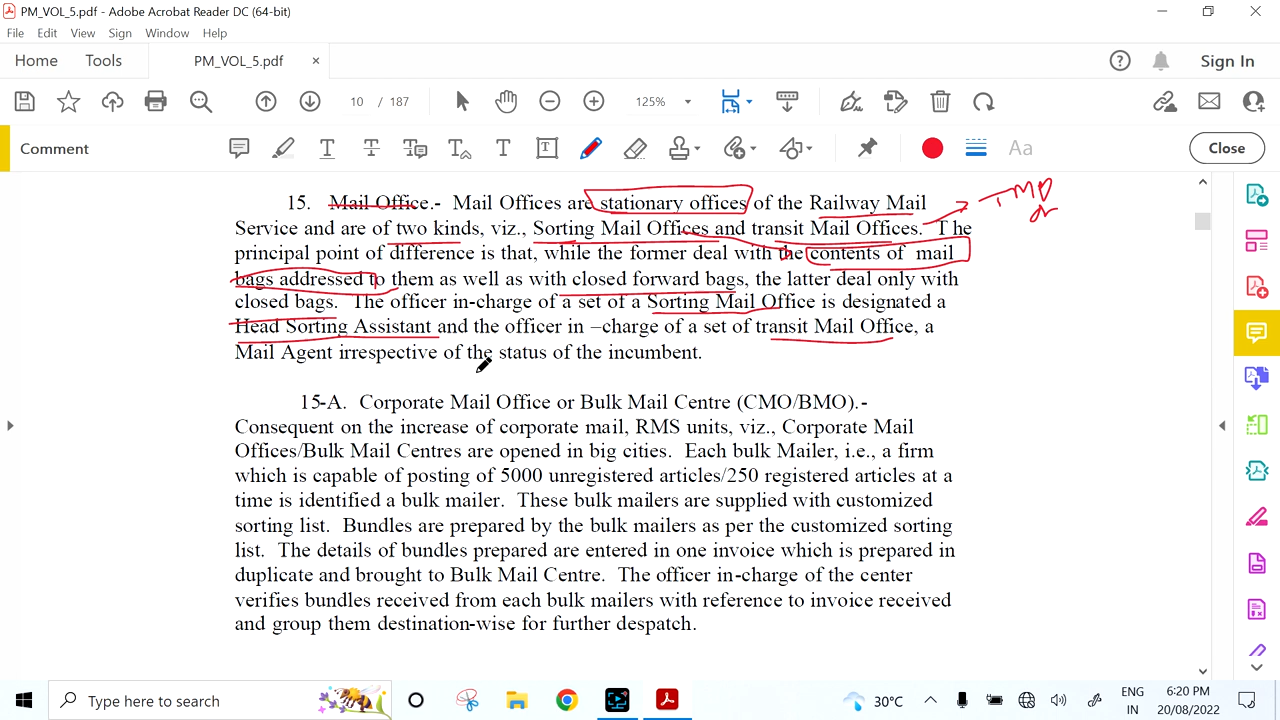 PM_VOL_5.pdf - Adobe Acrobat Reader DC (64-bit)
File Edit View Sign Window Help
Home Tools PM_VOL_5.pdf × Sign In
10 / 187 125%
Comment Aa Close
15. Mail Office.- Mail Offices are stationary offices of the Railway Mail
TMO
or
Service and are of two kinds, viz., Sorting Mail Offices and transit Mail Offices. The
principal point of difference is that, while the former deal with the contents of mail
bags addressed to them as well as with closed forward bags, the latter deal only with
closed bags. The officer in-charge of a set of a Sorting Mail Office is designated a
Head Sorting Assistant and the officer in –charge of a set of transit Mail Office, a
Mail Agent irrespective of the status of the incumbent.
15-A. Corporate Mail Office or Bulk Mail Centre (CMO/BMO).-
Consequent on the increase of corporate mail, RMS units, viz., Corporate Mail
Offices/Bulk Mail Centres are opened in big cities. Each bulk Mailer, i.e., a firm
which is capable of posting of 5000 unregistered articles/250 registered articles at a
time is identified a bulk mailer. These bulk mailers are supplied with customized
sorting list. Bundles are prepared by the bulk mailers as per the customized sorting
list. The details of bundles prepared are entered in one invoice which is prepared in
duplicate and brought to Bulk Mail Centre. The officer in-charge of the center
verifies bundles received from each bulk mailers with reference to invoice received
and group them destination-wise for further despatch.
Type here to search 30°C ENG 6:20 PM
IN 20/08/2022